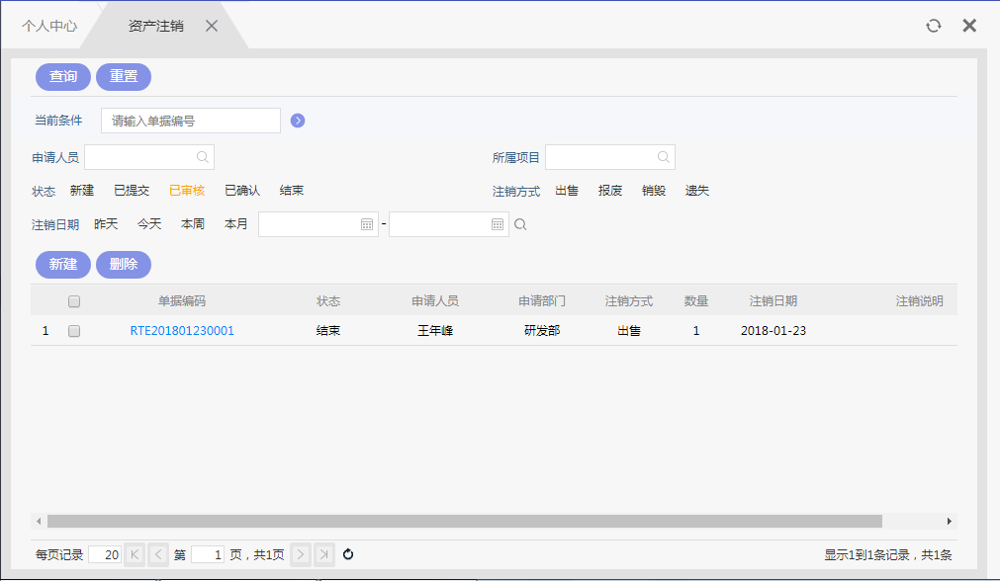 个人中心 资产注销
查询 重置
当前条件 请输入单据编号
申请人员 所属项目
状态 新建 已提交 已审核 已确认 结束 注销方式 出售 报废 销毁 遗失
注销日期 昨天 今天 本周 本月 -
新建 删除
单据编码 状态 申请人员 申请部门 注销方式 数量 注销日期 注销说明
1 RTE201801230001 结束 王年峰 研发部 出售 1 2018-01-23
每页记录 20 第 1 页，共1页 显示1到1条记录，共1条